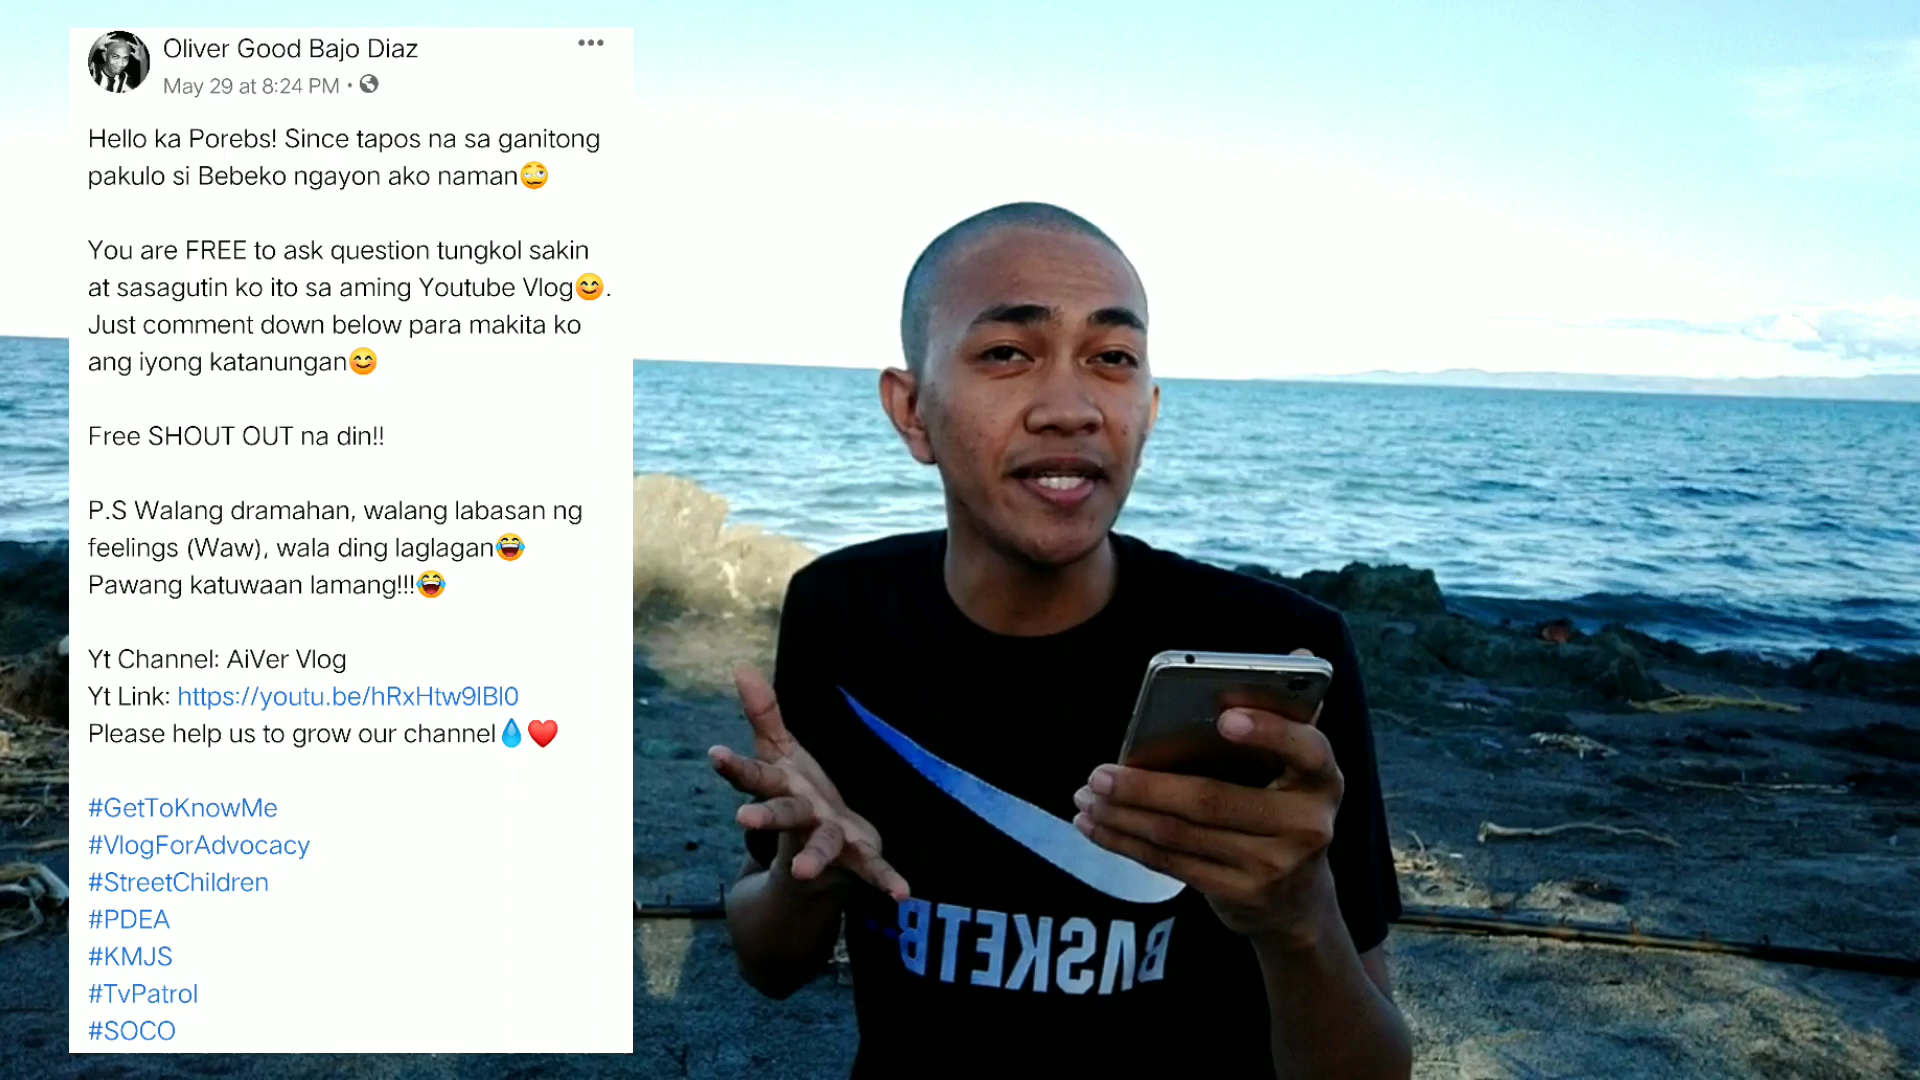 Oliver Good Bajo Diaz
May 29 at 8:24 PM •
Hello ka Porebs! Since tapos na sa ganitong
pakulo si Bebeko ngayon ako naman🥴
You are FREE to ask question tungkol sakin
at sasagutin ko ito sa aming Youtube Vlog😊.
Just comment down below para makita ko
ang iyong katanungan😊
Free SHOUT OUT na din!!
P.S Walang dramahan, walang labasan ng
feelings (Waw), wala ding laglagan😂
Pawang katuwaan lamang!!!😂
Yt Channel: AiVer Vlog
Yt Link: https://youtu.be/hRxHtw9lBl0
Please help us to grow our channel💧❤️
#GetToKnowMe
#VlogForAdvocacy
#StreetChildren
#PDEA
#KMJS
#TvPatrol
#SOCO
BASKETB